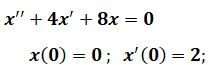 x'' + 4x' + 8x = 0
x(0) = 0 ; x'(0) = 2;